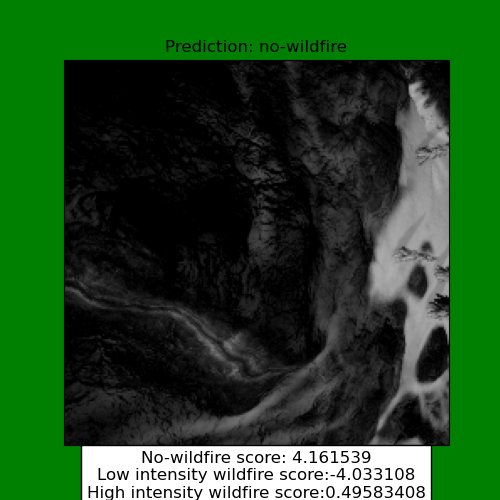 Prediction: no-wildfire
No-wildfire score: 4.161539
Low intensity wildfire score:-4.033108
High intensity wildfire score:0.49583408